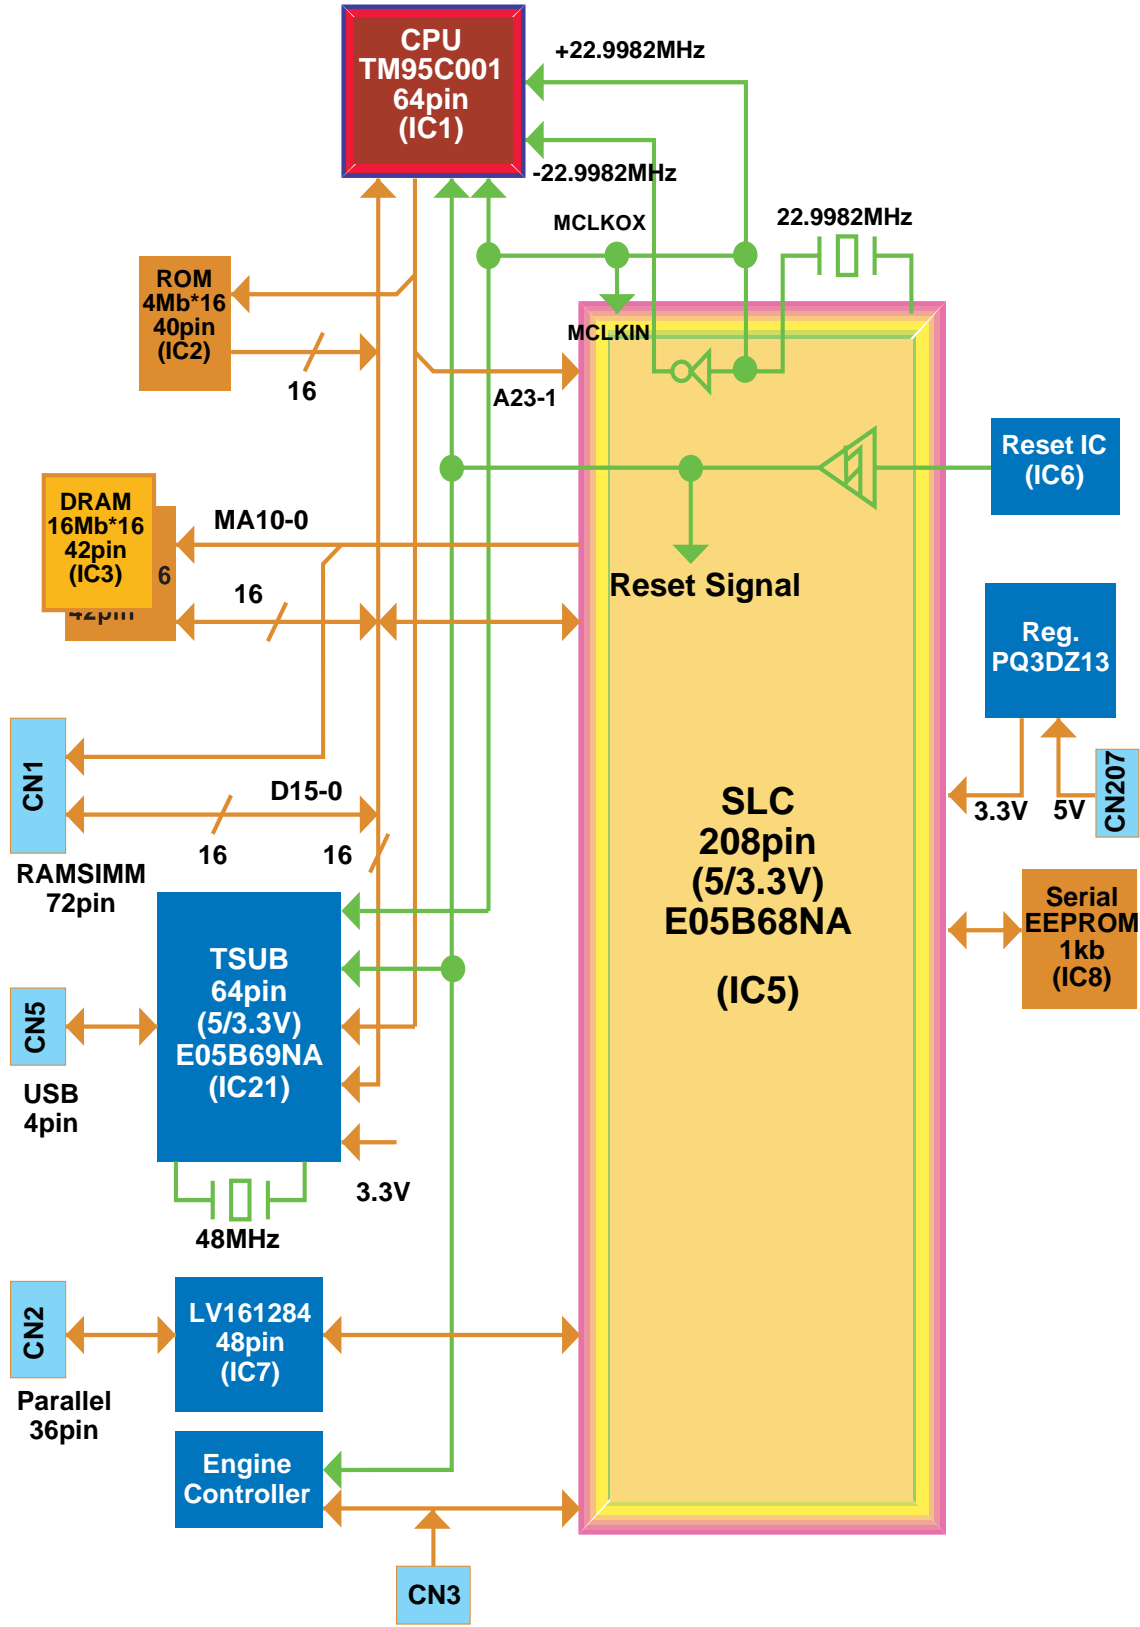 CPU
TM95C001
64pin
(IC1)
+22.9982MHz
-22.9982MHz
MCLKOX
22.9982MHz
MCLKIN
ROM
4Mb*16
40pin
(IC2)
16
A23-1
Reset IC
(IC6)
DRAM
16Mb*16
42pin
(IC3)
6
42pin
MA10-0
16
Reset Signal
Reg.
PQ3DZ13
CN1
RAMSIMM
72pin
D15-0
16
16
3.3V
5V
CN207
SLC
208pin
(5/3.3V)
E05B68NA
(IC5)
Serial
EEPROM
1kb
(IC8)
TSUB
64pin
(5/3.3V)
E05B69NA
(IC21)
CN5
USB
4pin
3.3V
48MHz
CN2
Parallel
36pin
LV161284
48pin
(IC7)
Engine
Controller
CN3